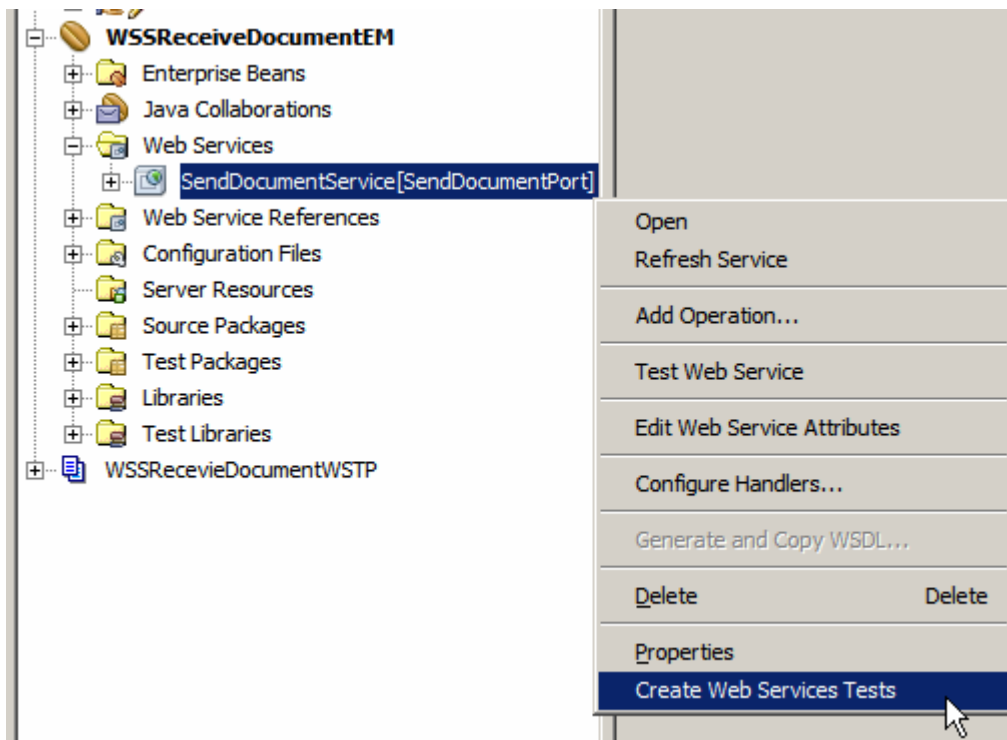 WSSReceiveDocumentEM
Enterprise Beans
Java Collaborations
Web Services
SendDocumentService[SendDocumentPort]
Web Service References
Configuration Files
Server Resources
Source Packages
Test Packages
Libraries
Test Libraries
WSSRecevieDocumentWSTP
Open
Refresh Service
Add Operation...
Test Web Service
Edit Web Service Attributes
Configure Handlers...
Generate and Copy WSDL...
Delete Delete
Properties
Create Web Services Tests